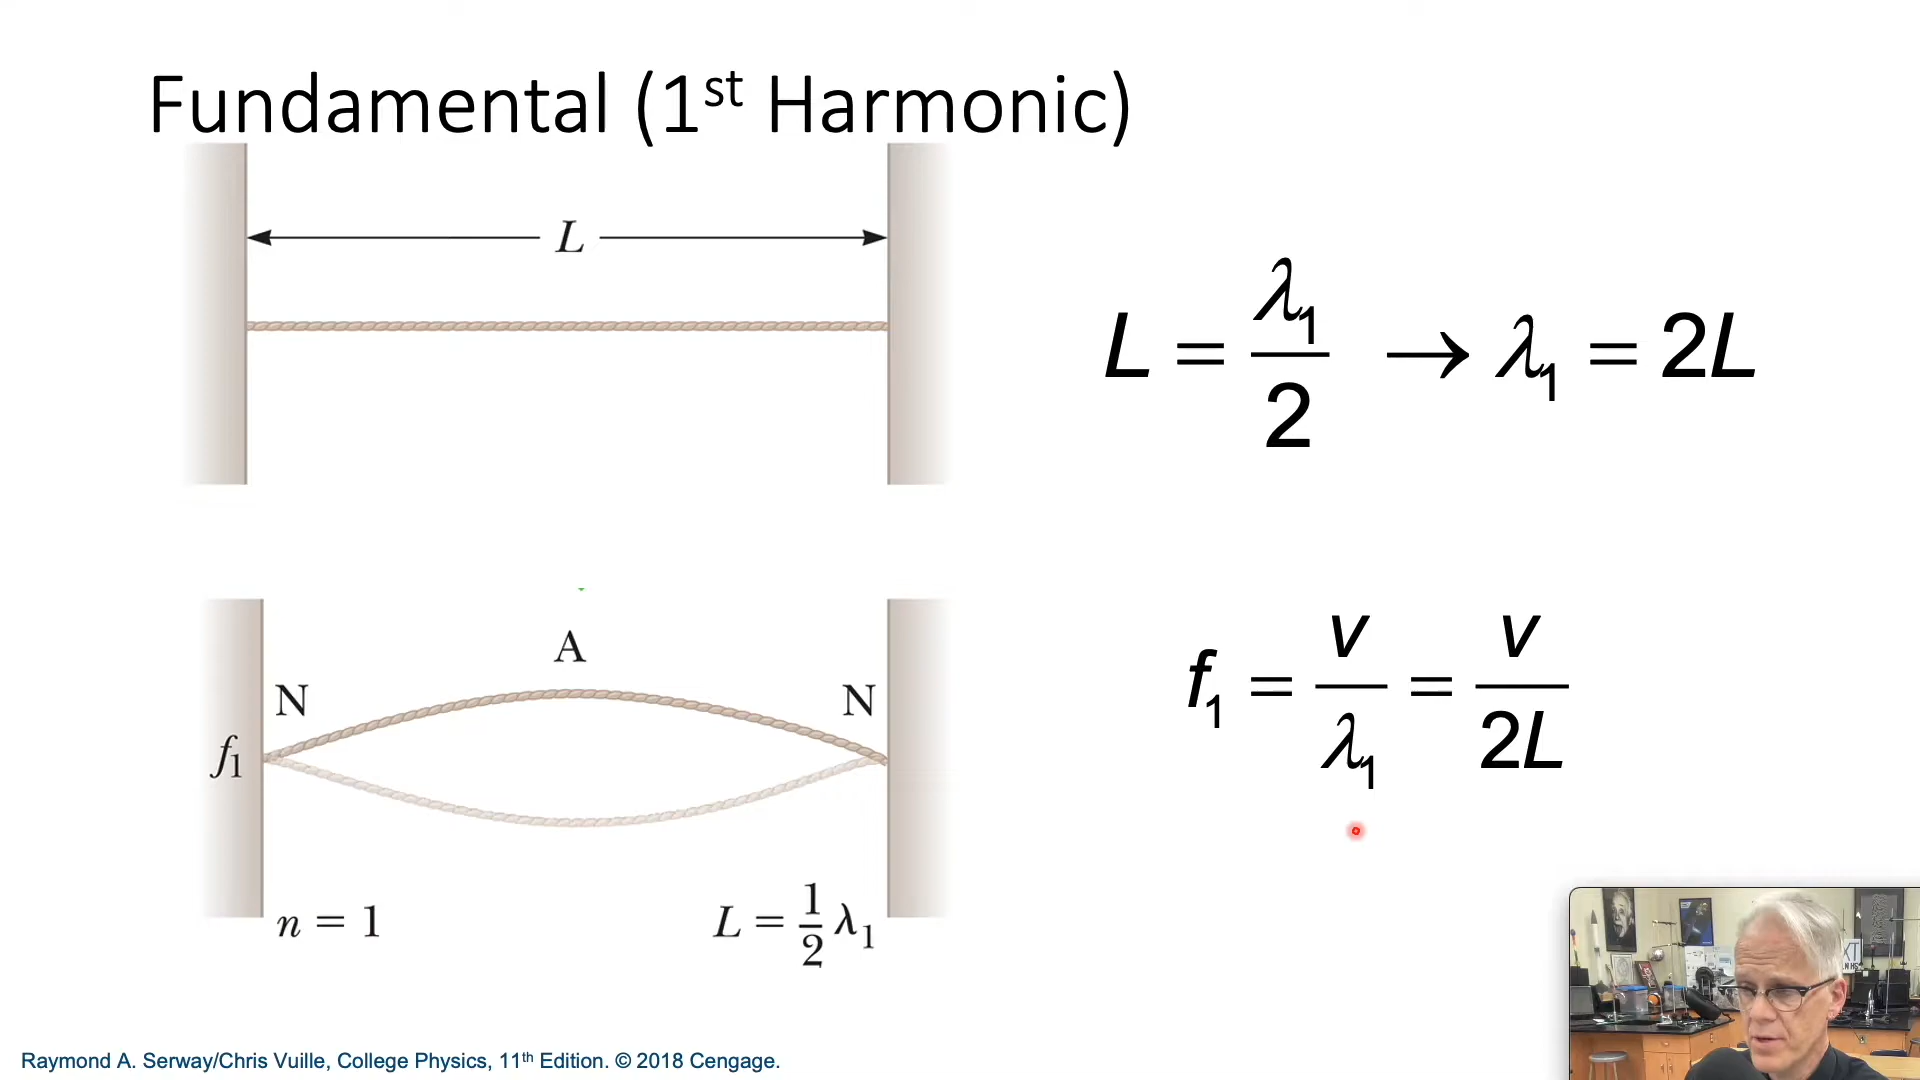 Fundamental (1st Harmonic)
L
L = λ1/2 → λ1 = 2L
A
N N
f1
f1 = v/λ1 = v/2L
n = 1
L = 1/2 λ1
Raymond A. Serway/Chris Vuille, College Physics, 11th Edition. © 2018 Cengage.